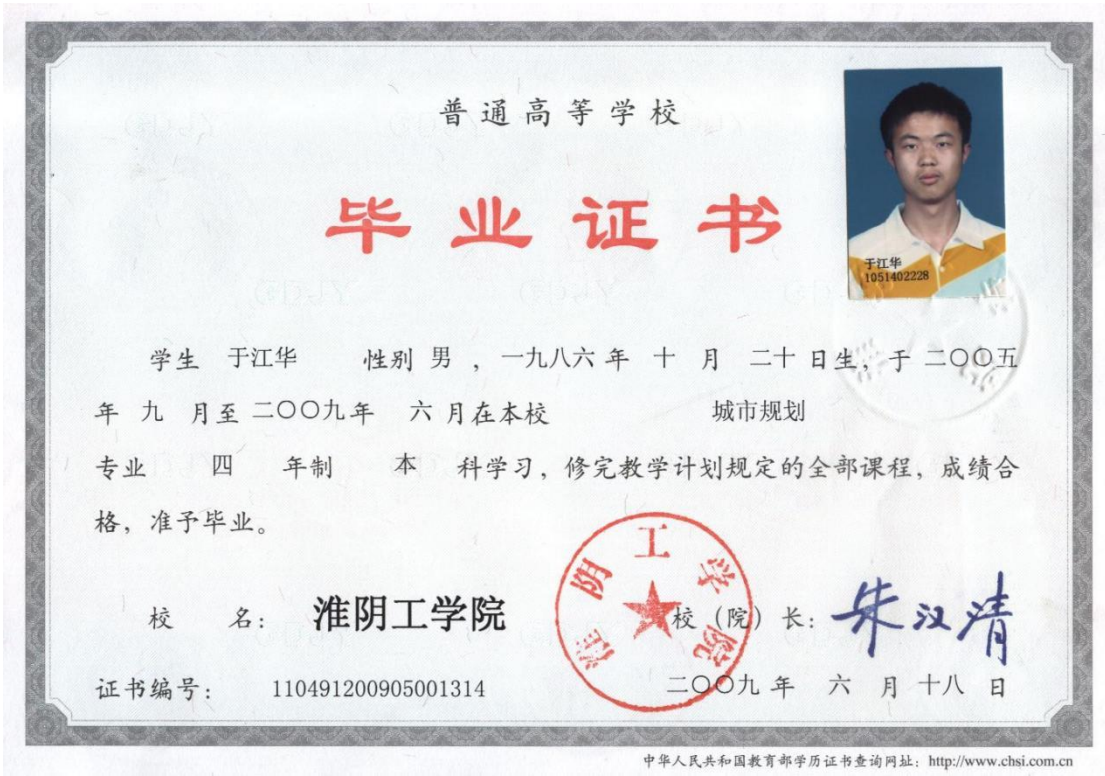 普通高等学校
毕业证书
于江华
1051402228
学生 于江华 性别 男 ，一九八六 年 十 月 二十 日生，于 二〇〇五
年 九 月至 二〇〇九 年 六 月在本校 城市规划
专业 四 年制 本 科学习，修完教学计划规定的全部课程，成绩合
格，准予毕业。
淮阴工学院
校 名： 淮阴工学院 校（院）长： 朱汉清
证书编号： 110491200905001314 二〇〇九 年 六 月 十八 日
中华人民共和国教育部学历证书查询网址：http://www.chsi.com.cn